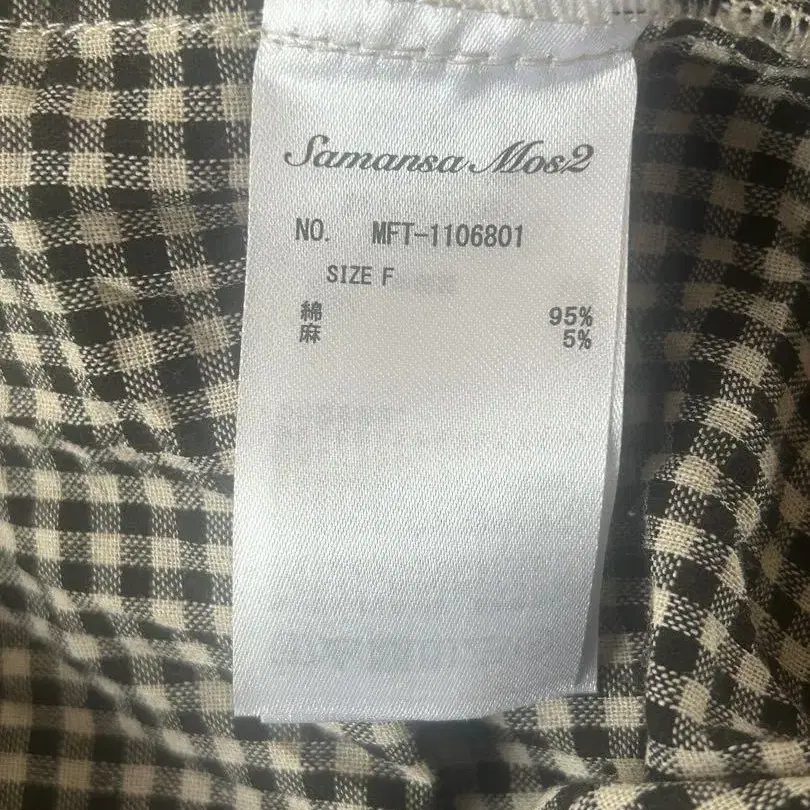 Samansa Mos2
NO. MFT-1106801
SIZE F
綿 95%
麻 5%